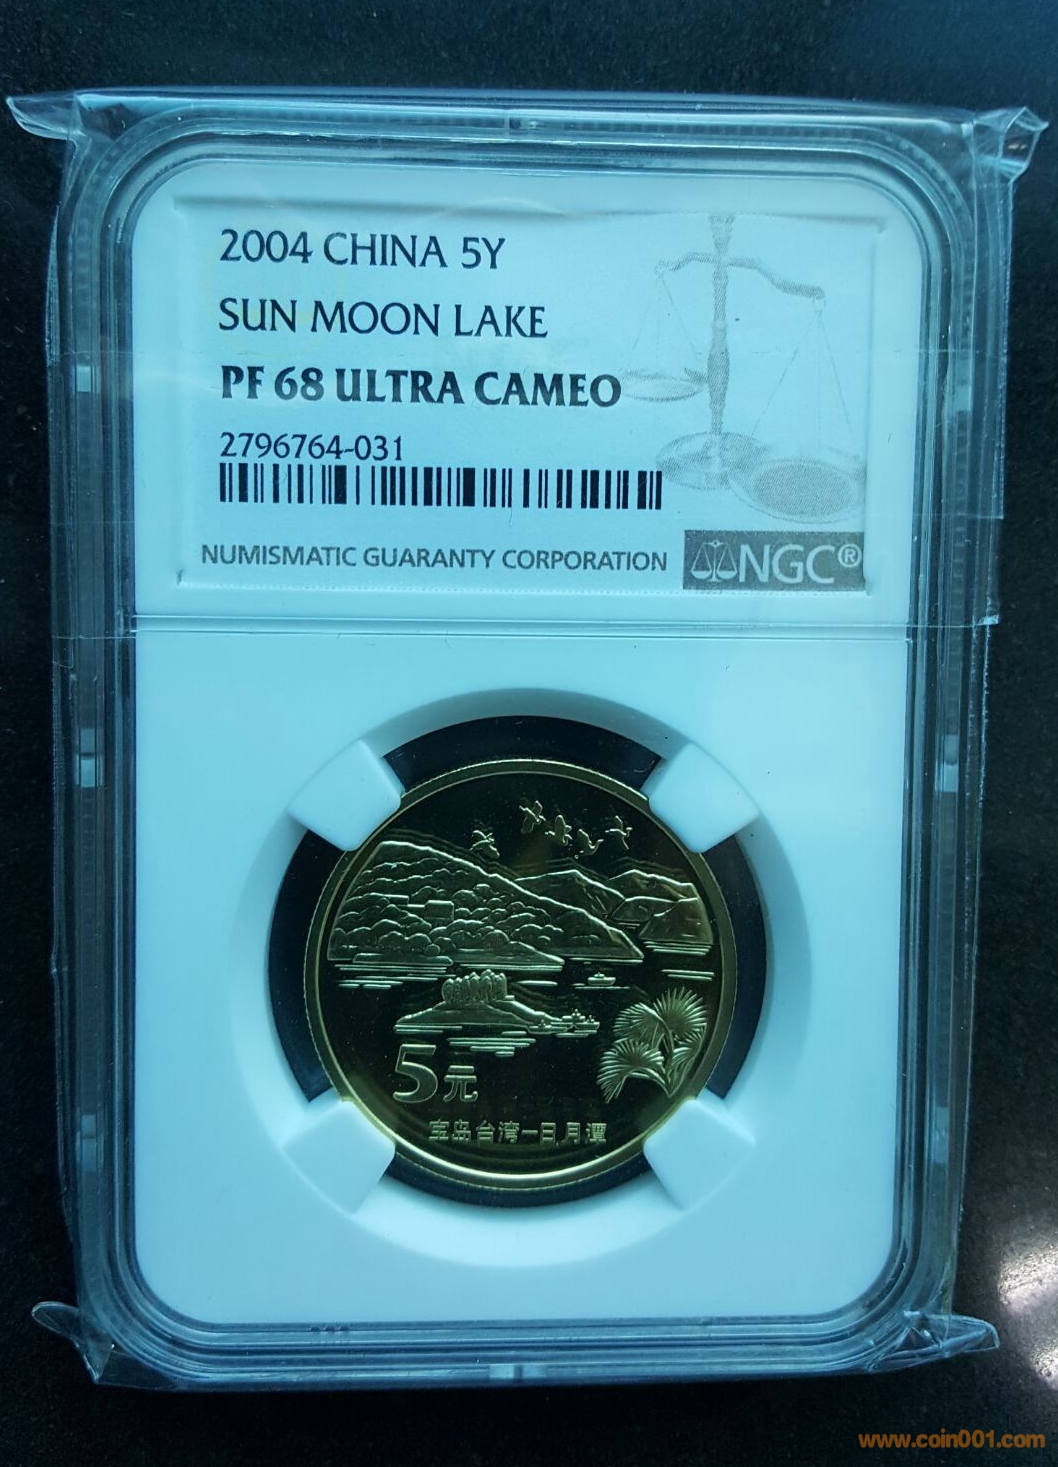 2004 CHINA 5Y
SUN MOON LAKE
PF 68 ULTRA CAMEO
2796764-031
NUMISMATIC GUARANTY CORPORATION
NGC®
5元
宝岛台湾-日月潭
www.coin001.com